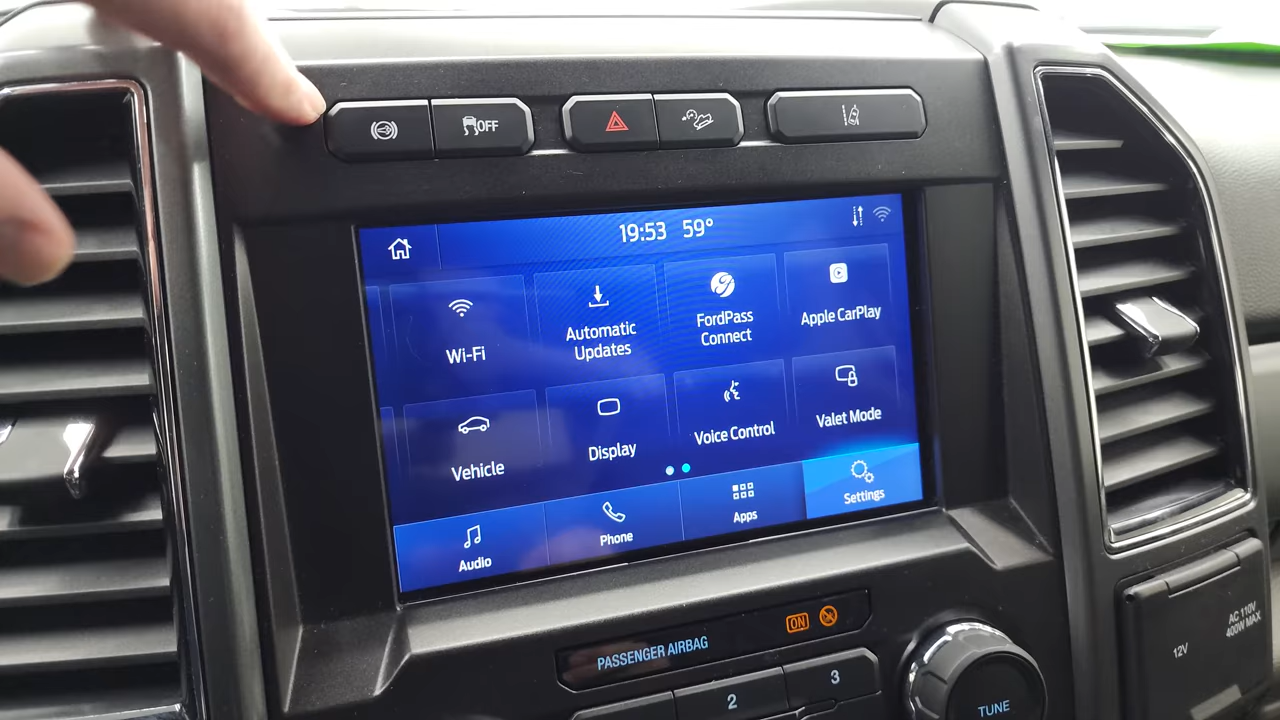 OFF
19:53 59°
Wi-Fi
Automatic
Updates
FordPass
Connect
Apple CarPlay
Vehicle
Display
Voice Control
Valet Mode
Audio
Phone
Apps
Settings
PASSENGER AIRBAG
ON
2
3
TUNE
12V
AC 110V
400W MAX